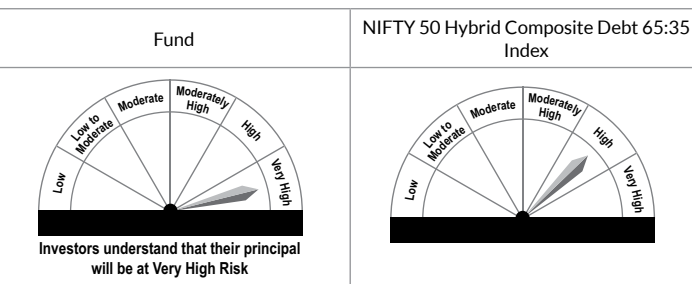 Fund
NIFTY 50 Hybrid Composite Debt 65:35
Index
Low
Low to
Moderate
Moderate
Moderately
High
High
Very High
Investors understand that their principal
will be at Very High Risk
Low
Low to
Moderate
Moderate
Moderately
High
High
Very High